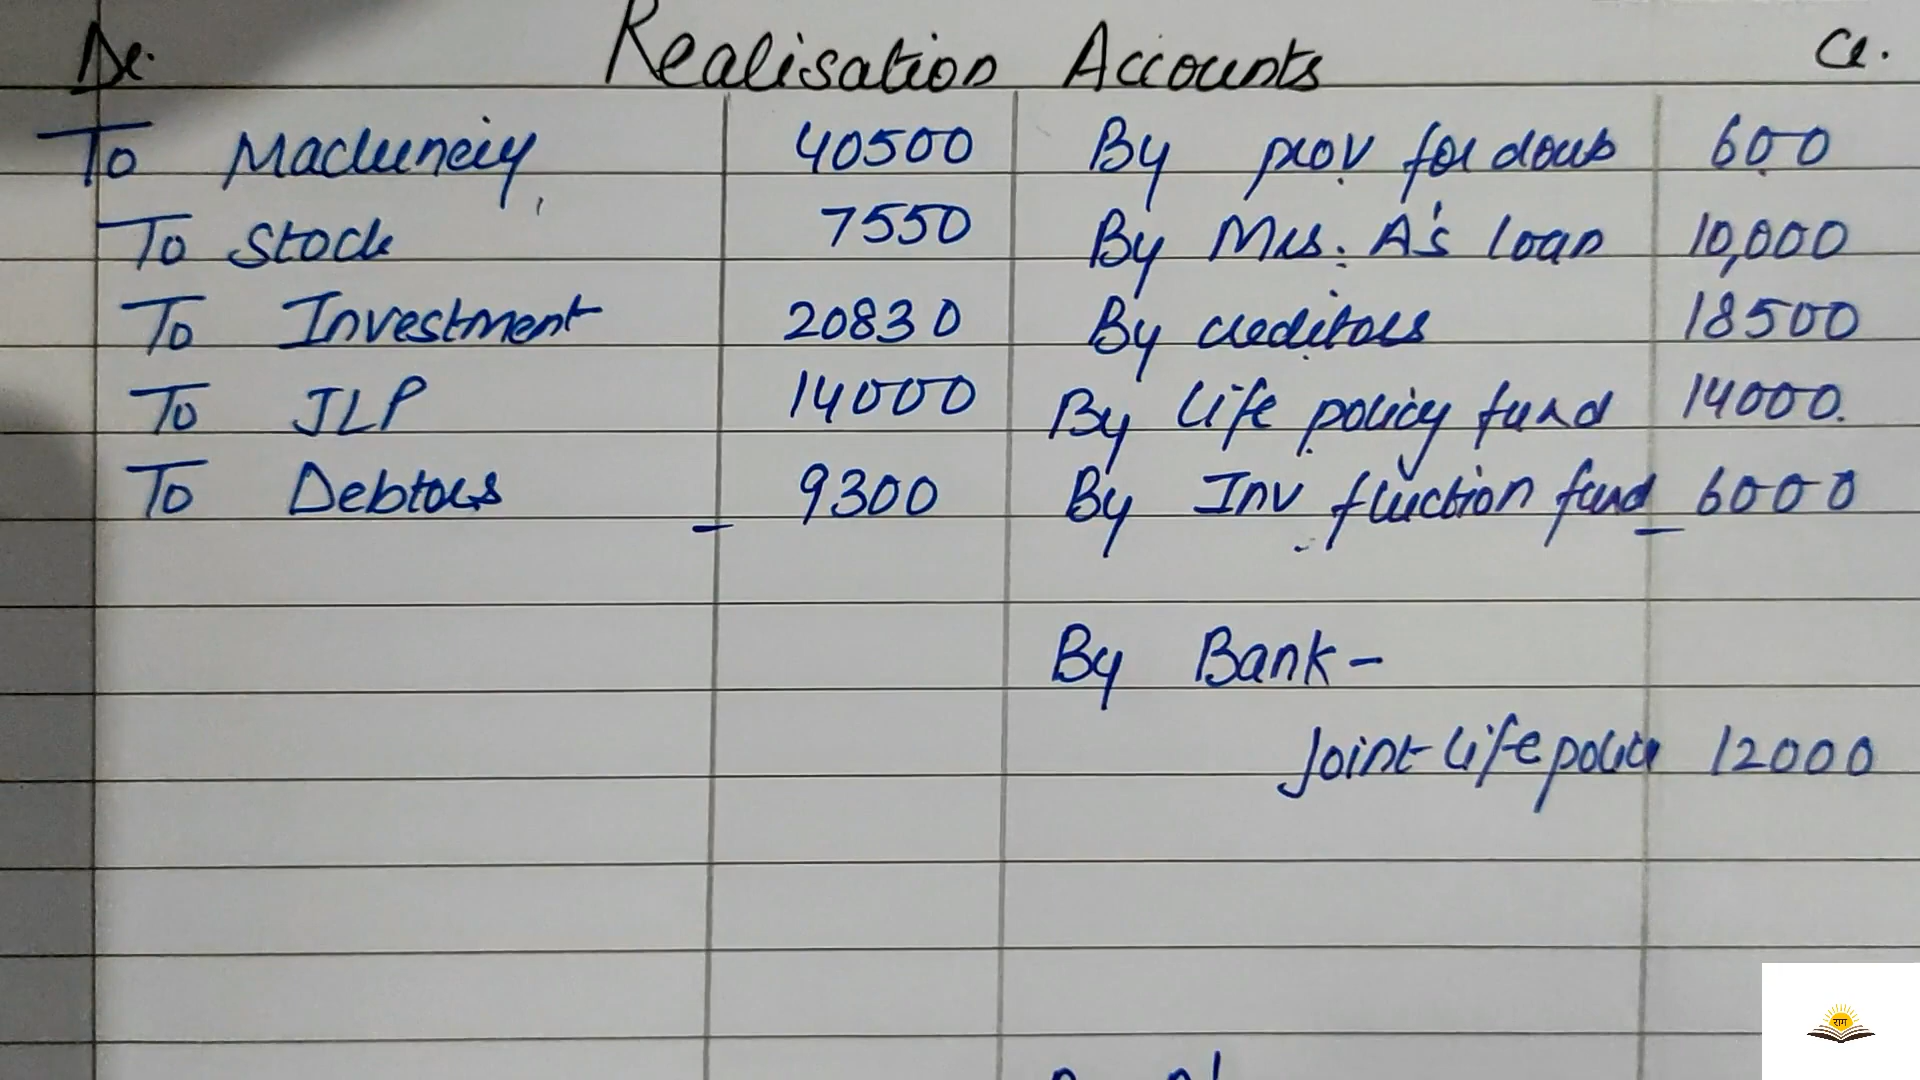 Dr. Realisation Accounts Cr.
To Machinery 40500 By prov for doub 600
To Stock 7550 By Mrs. A's loan 10,000
To Investment 20830 By creditors 18500
To JLP 14000 By life policy fund 14000.
To Debtors 9300 By Inv fluction fund 6000
By Bank-
Joint life policy 12000
राग